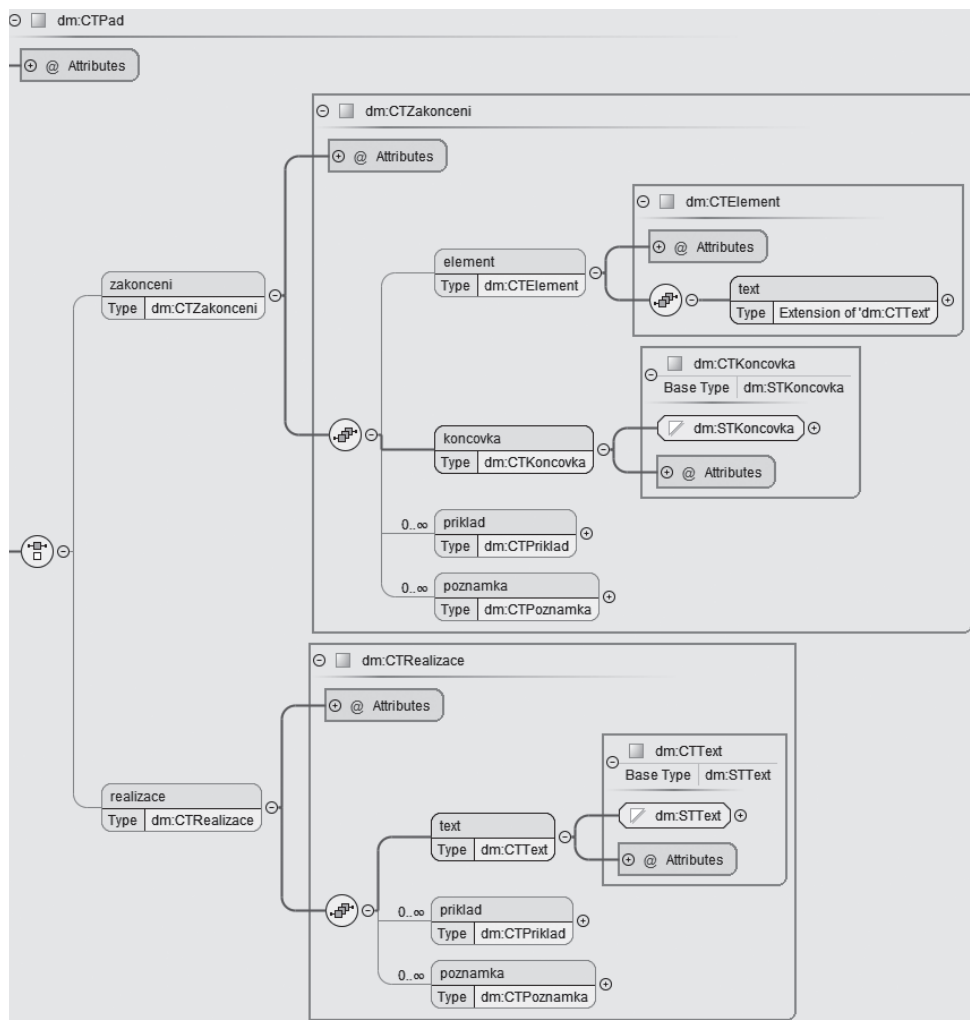 dm:CTPad
@ Attributes
dm:CTZakonceni
@ Attributes
dm:CTElement
@ Attributes
element
Type dm:CTElement
text
Type Extension of 'dm:CTText'
zakonceni
Type dm:CTZakonceni
dm:CTKoncovka
Base Type dm:STKoncovka
dm:STKoncovka
koncovka
Type dm:CTKoncovka
@ Attributes
0..∞ priklad
Type dm:CTPriklad
0..∞ poznamka
Type dm:CTPoznamka
dm:CTRealizace
@ Attributes
dm:CTText
Base Type dm:STText
realizace
Type dm:CTRealizace
dm:STText
text
Type dm:CTText
@ Attributes
0..∞ priklad
Type dm:CTPriklad
0..∞ poznamka
Type dm:CTPoznamka